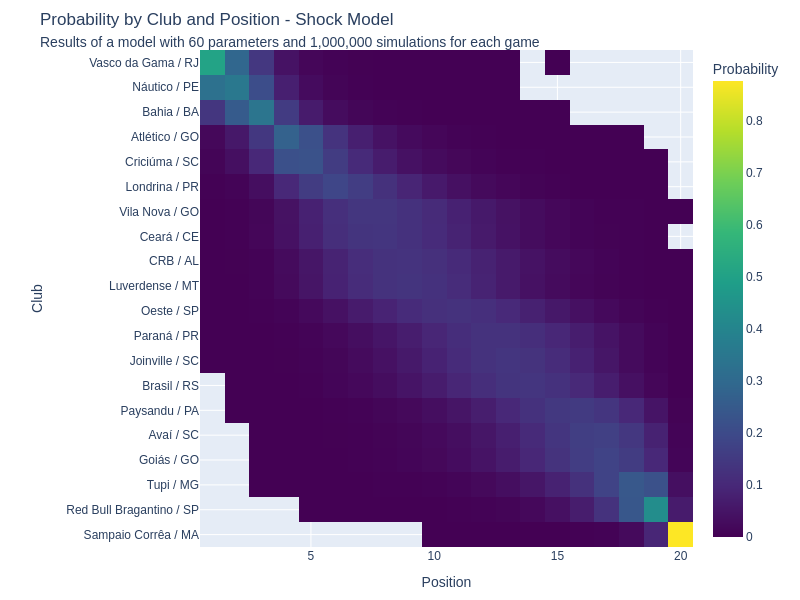 Probability by Club and Position - Shock Model
Results of a model with 60 parameters and 1,000,000 simulations for each game
Probability
Vasco da Gama / RJ
Náutico / PE
Bahia / BA
Atlético / GO
Criciúma / SC
Londrina / PR
Vila Nova / GO
Ceará / CE
CRB / AL
Luverdense / MT
Oeste / SP
Paraná / PR
Joinville / SC
Brasil / RS
Paysandu / PA
Avaí / SC
Goiás / GO
Tupi / MG
Red Bull Bragantino / SP
Sampaio Corrêa / MA
Club
5
10
15
20
Position
0.8
0.7
0.6
0.5
0.4
0.3
0.2
0.1
0